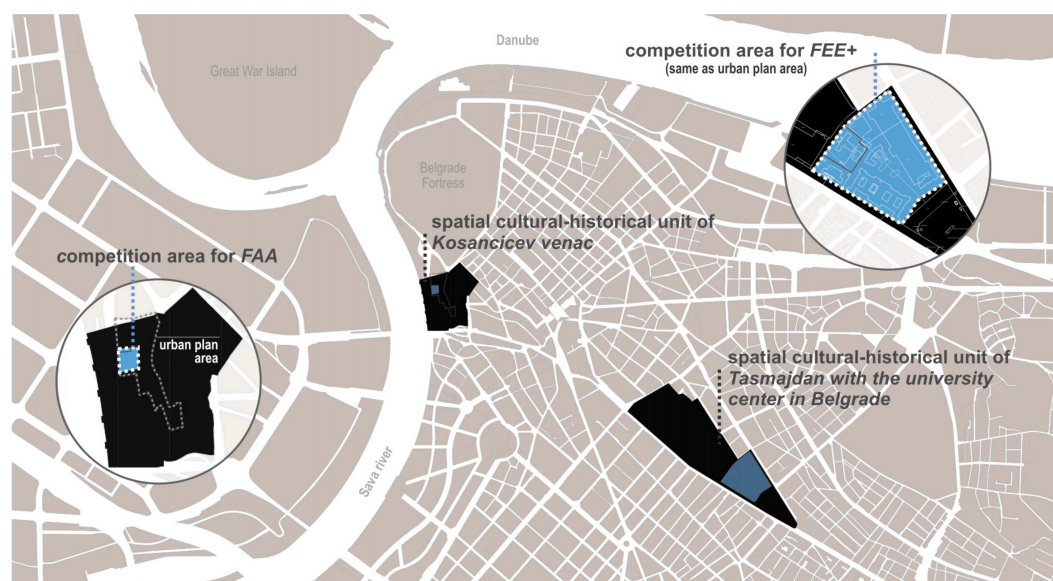 Danube
Great War Island
competition area for FEE+
(same as urban plan area)
Belgrade
Fortress
spatial cultural-historical unit of
Kosancicev venac
competition area for FAA
urban plan
area
spatial cultural-historical unit of
Tasmajdan with the university
center in Belgrade
Sava river